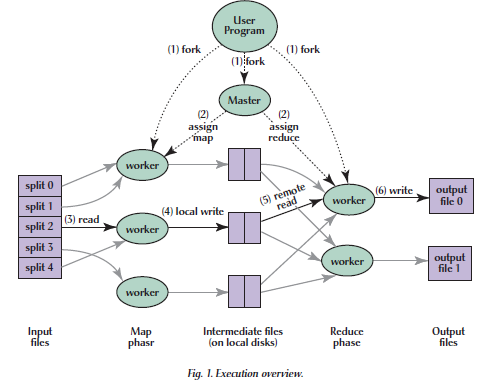 User
Program
(1) fork
(1) fork
(1) fork
Master
(2)
assign
map
(2)
assign
reduce
worker
split 0
split 1
split 2
split 3
split 4
(3) read
worker
(4) local write
(5) remote
read
worker
(6) write
output
file 0
worker
output
file 1
worker
Input
files
Map
phasr
Intermediate files
(on local disks)
Reduce
phase
Output
files
Fig. 1. Execution overview.